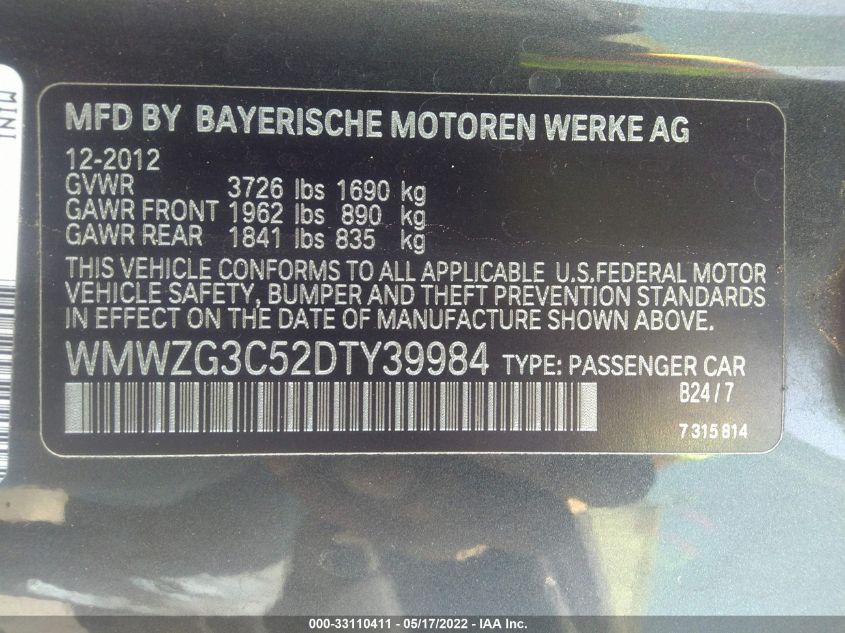 MINI
MFD BY BAYERISCHE MOTOREN WERKE AG
12-2012
GVWR 3726 lbs 1690 kg
GAWR FRONT 1962 lbs 890 kg
GAWR REAR 1841 lbs 835 kg
THIS VEHICLE CONFORMS TO ALL APPLICABLE U.S.FEDERAL MOTOR
VEHICLE SAFETY, BUMPER AND THEFT PREVENTION STANDARDS
IN EFFECT ON THE DATE OF MANUFACTURE SHOWN ABOVE.
WMWZG3C52DTY39984 TYPE: PASSENGER CAR
B24/7
7315814
000-33110411 - 05/17/2022 - IAA Inc.